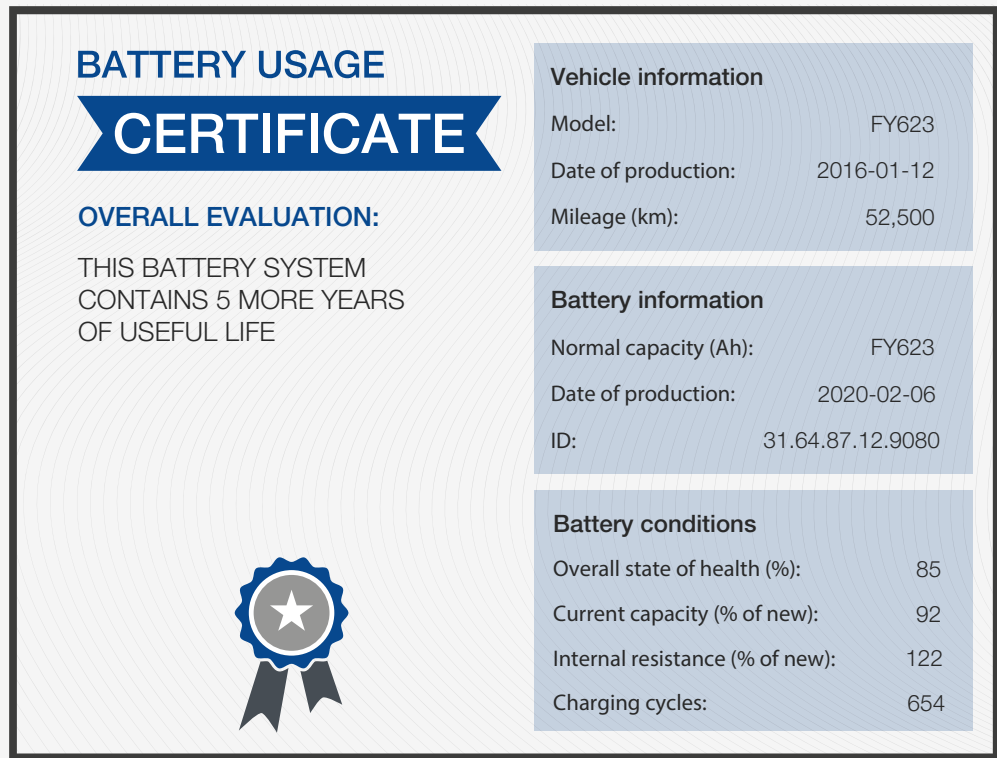 BATTERY USAGE
CERTIFICATE
OVERALL EVALUATION:
THIS BATTERY SYSTEM
CONTAINS 5 MORE YEARS
OF USEFUL LIFE
Vehicle information
Model: FY623
Date of production: 2016-01-12
Mileage (km): 52,500
Battery information
Normal capacity (Ah): FY623
Date of production: 2020-02-06
ID: 31.64.87.12.9080
Battery conditions
Overall state of health (%): 85
Current capacity (% of new): 92
Internal resistance (% of new): 122
Charging cycles: 654